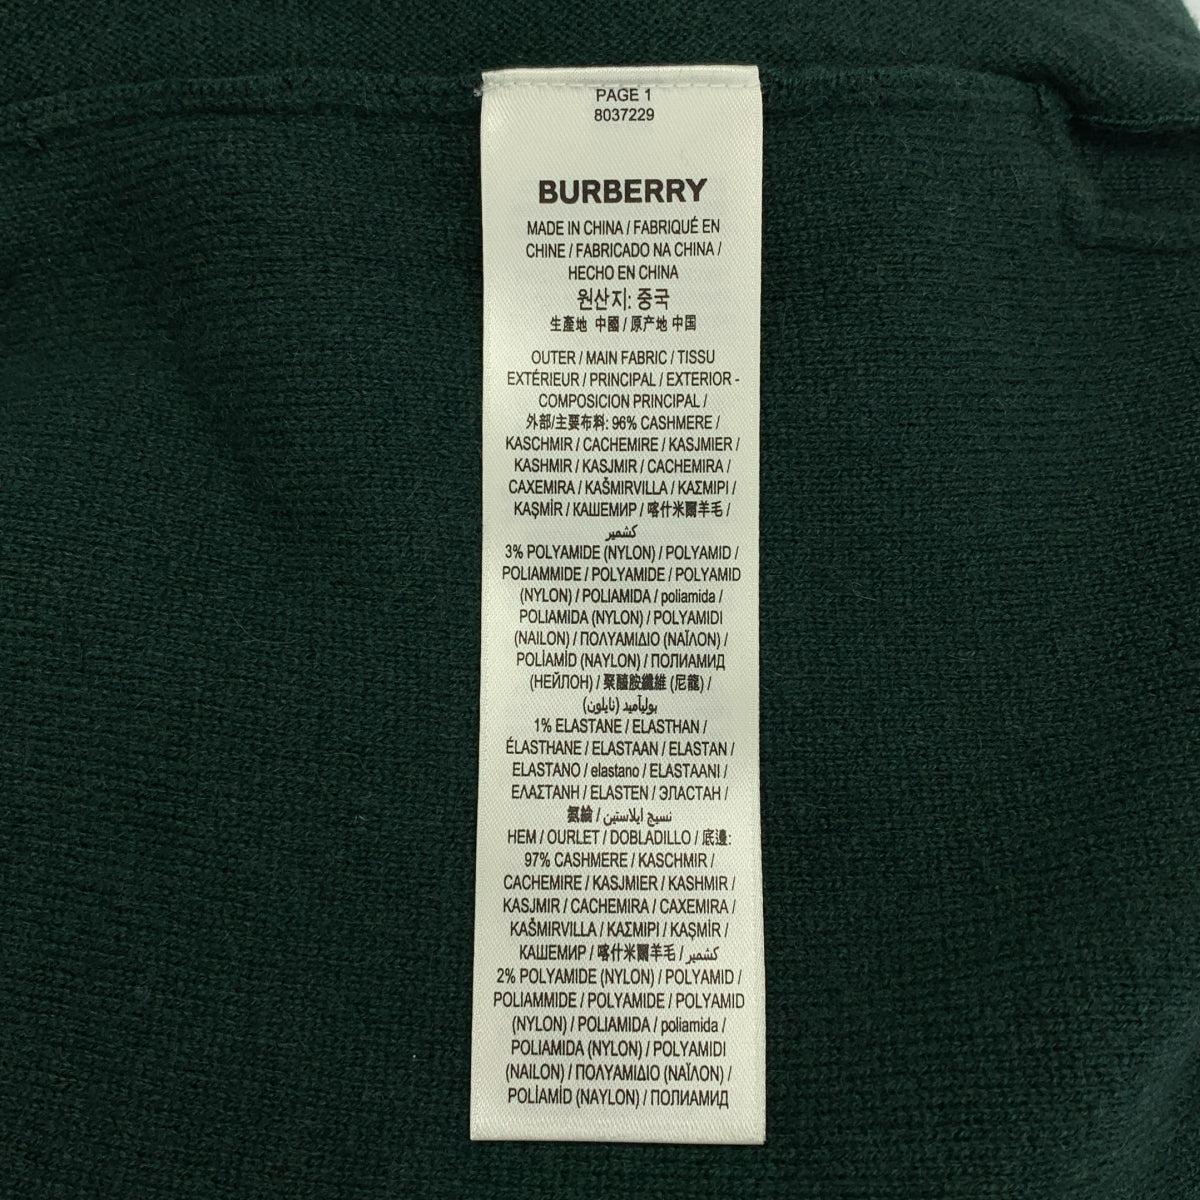 PAGE 1
8037229
BURBERRY
MADE IN CHINA / FABRIQUÉ EN
CHINE / FABRICADO NA CHINA /
HECHO EN CHINA
원산지: 중국
生產地 中國 / 原产地 中国
OUTER / MAIN FABRIC / TISSU
EXTÉRIEUR / PRINCIPAL / EXTERIOR -
COMPOSICION PRINCIPAL /
外部/主要布料: 96% CASHMERE /
KASCHMIR / CACHEMIRE / KASJMIER /
KASHMIR / KASJMIR / CACHEMIRA /
CAXEMIRA / KAŠMIRVILLA / ΚΑΣΜΙΡΙ /
KAŞMİR / КАШЕМИР / 喀什米爾羊毛 /
كشمير
3% POLYAMIDE (NYLON) / POLYAMID /
POLIAMMIDE / POLYAMIDE / POLYAMID
(NYLON) / POLIAMIDA / poliamida /
POLIAMIDA (NYLON) / POLYAMIDI
(NAILON) / ΠΟΛΥΑΜΙΔΙΟ (ΝΑΪΛΟΝ) /
POLİAMİD (NAYLON) / ПОЛИАМИД
(НЕЙЛОН) / 聚醯胺纖維 (尼龍) /
بوليآميد (نايلون)
1% ELASTANE / ELASTHAN /
ÉLASTHANE / ELASTAAN / ELASTAN /
ELASTANO / elastano / ELASTAANI /
ΕΛΑΣΤΑΝΗ / ELASTEN / ЭЛАСТАН /
氨綸 / نسيج ايلاستين
HEM / OURLET / DOBLADILLO / 底邊:
97% CASHMERE / KASCHMIR /
CACHEMIRE / KASJMIER / KASHMIR /
KASJMIR / CACHEMIRA / CAXEMIRA /
KAŠMIRVILLA / ΚΑΣΜΙΡΙ / KAŞMİR /
КАШЕМИР / 喀什米爾羊毛 / كشمير
2% POLYAMIDE (NYLON) / POLYAMID /
POLIAMMIDE / POLYAMIDE / POLYAMID
(NYLON) / POLIAMIDA / poliamida /
POLIAMIDA (NYLON) / POLYAMIDI
(NAILON) / ΠΟΛΥΑΜΙΔΙΟ (ΝΑΪΛΟΝ) /
POLİAMİD (NAYLON) / ПОЛИАМИД